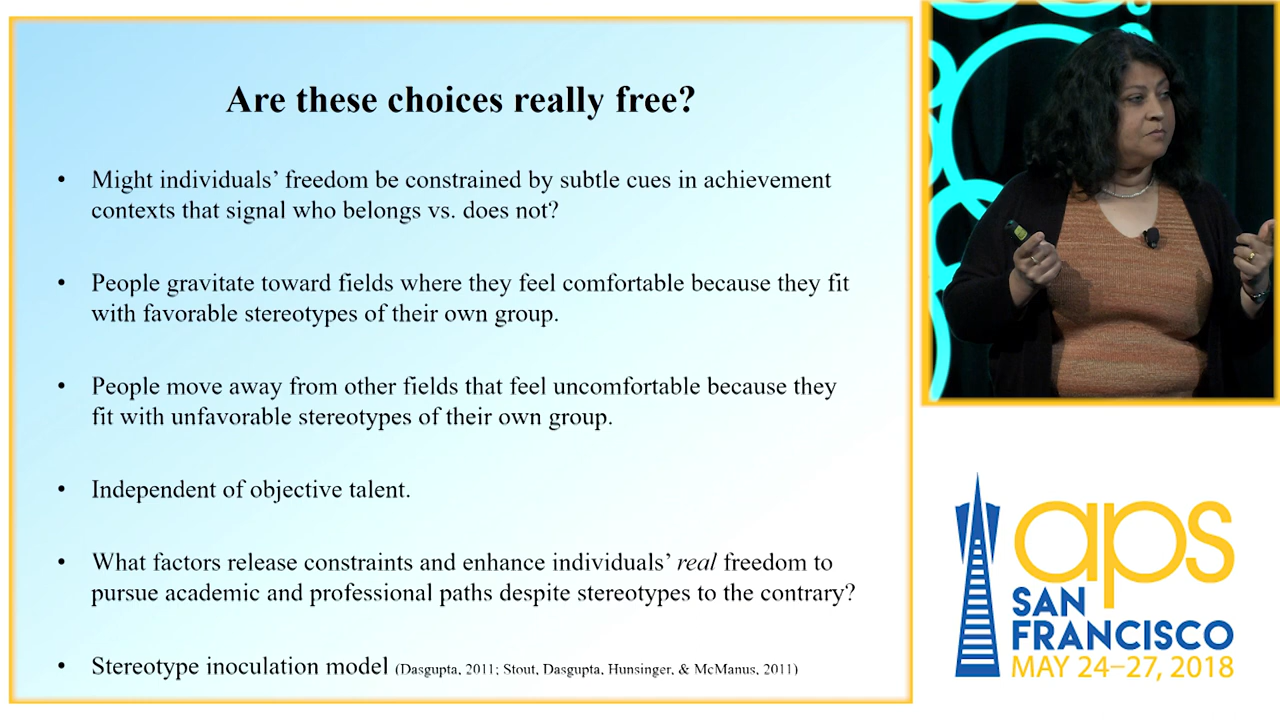 Are these choices really free?
• Might individuals’ freedom be constrained by subtle cues in achievement
contexts that signal who belongs vs. does not?
• People gravitate toward fields where they feel comfortable because they fit
with favorable stereotypes of their own group.
• People move away from other fields that feel uncomfortable because they
fit with unfavorable stereotypes of their own group.
• Independent of objective talent.
• What factors release constraints and enhance individuals’ real freedom to
pursue academic and professional paths despite stereotypes to the contrary?
• Stereotype inoculation model (Dasgupta, 2011; Stout, Dasgupta, Hunsinger, & McManus, 2011)
aps
SAN
FRANCISCO
MAY 24–27, 2018